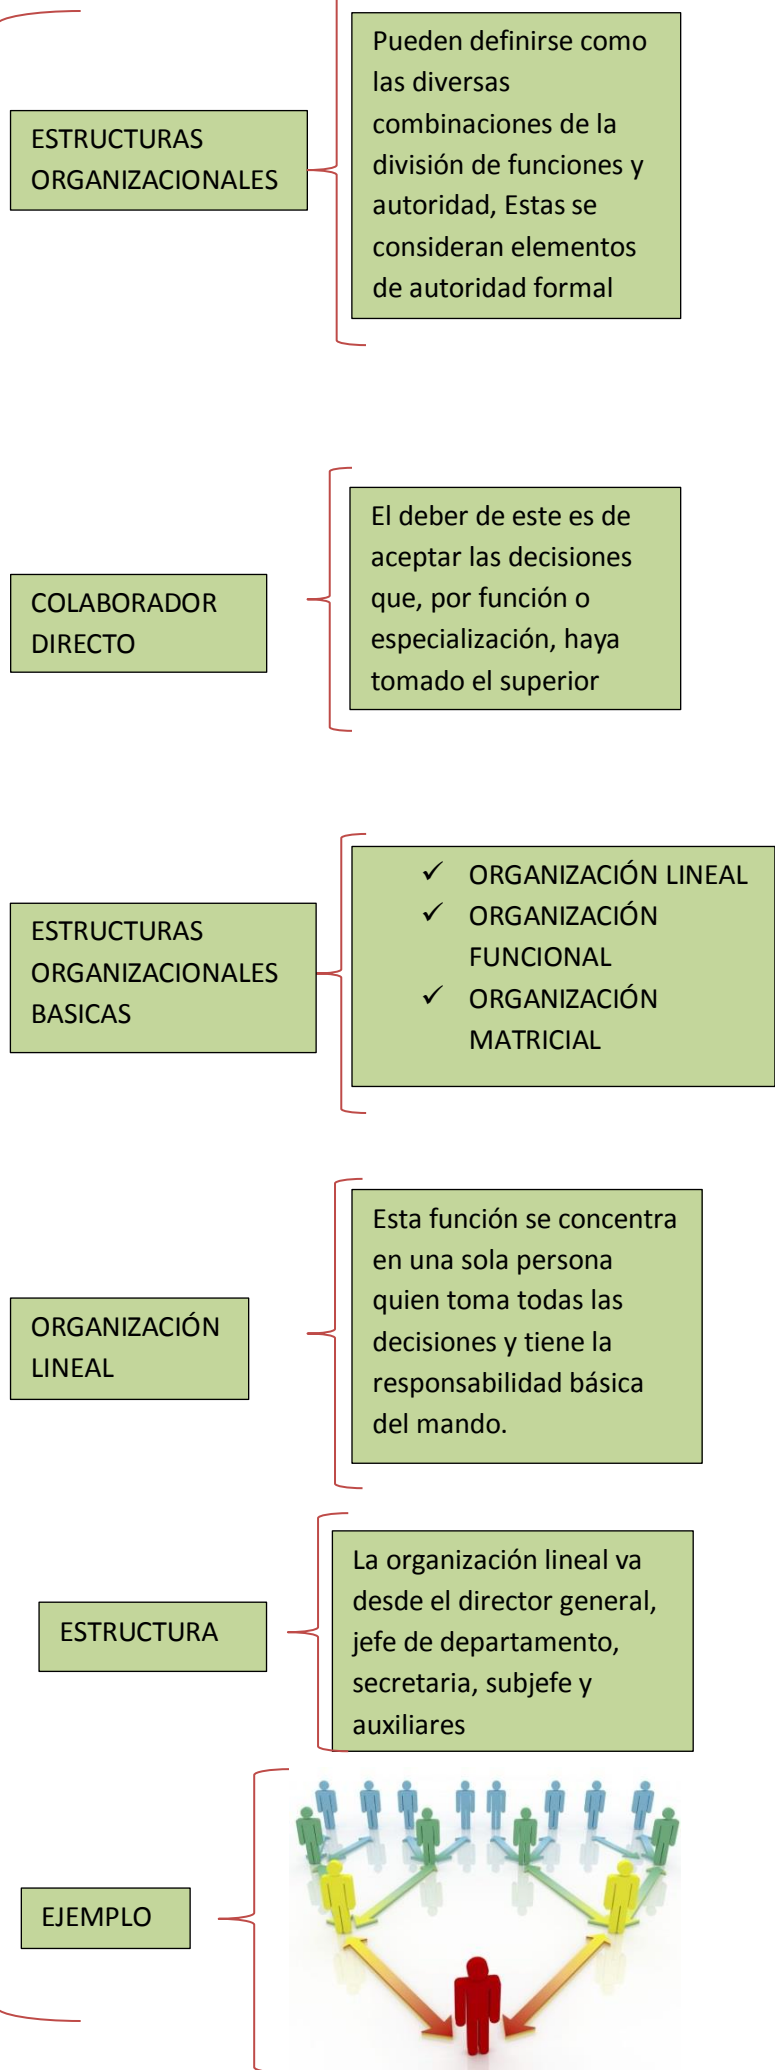 ESTRUCTURAS
ORGANIZACIONALES
Pueden definirse como
las diversas
combinaciones de la
división de funciones y
autoridad, Estas se
consideran elementos
de autoridad formal
COLABORADOR
DIRECTO
El deber de este es de
aceptar las decisiones
que, por función o
especialización, haya
tomado el superior
ESTRUCTURAS
ORGANIZACIONALES
BASICAS
✓ ORGANIZACIÓN LINEAL
✓ ORGANIZACIÓN
FUNCIONAL
✓ ORGANIZACIÓN
MATRICIAL
ORGANIZACIÓN
LINEAL
Esta función se concentra
en una sola persona
quien toma todas las
decisiones y tiene la
responsabilidad básica
del mando.
ESTRUCTURA
La organización lineal va
desde el director general,
jefe de departamento,
secretaria, subjefe y
auxiliares
EJEMPLO